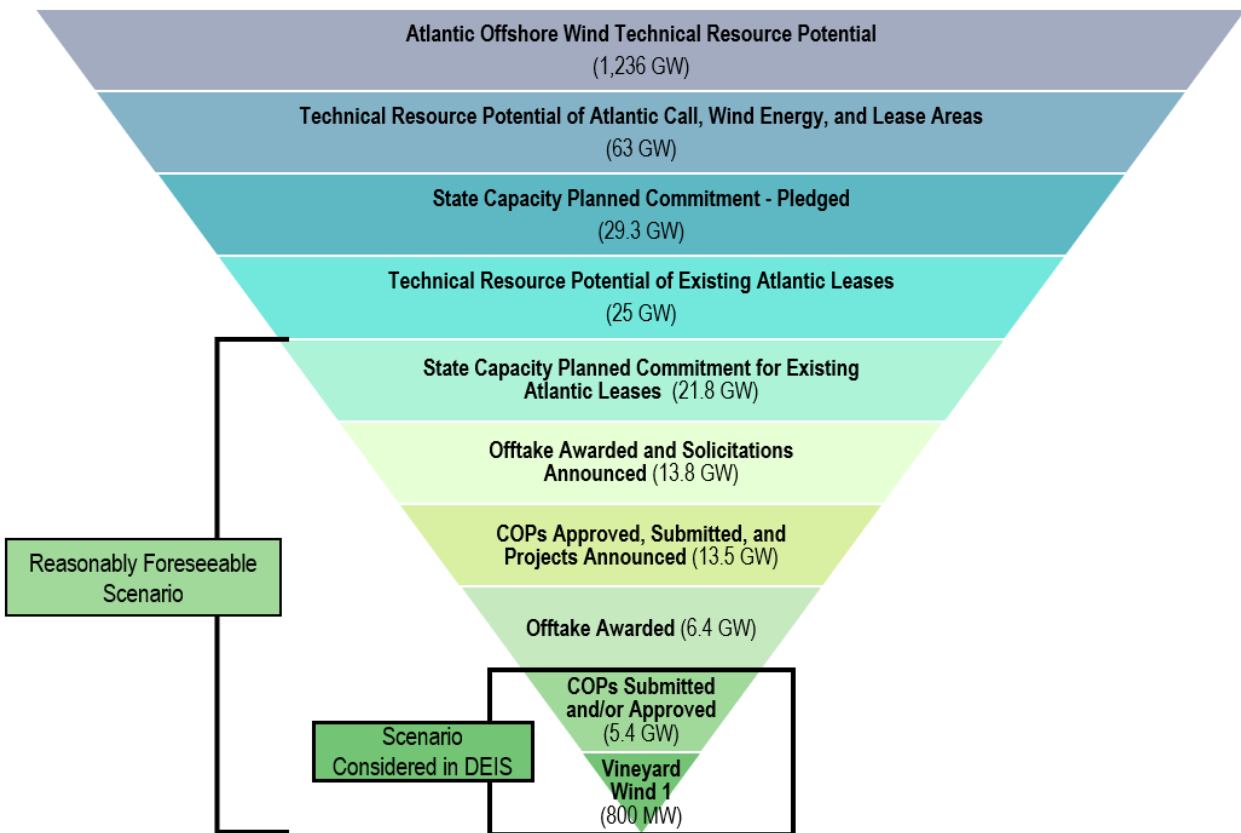 Atlantic Offshore Wind Technical Resource Potential
(1,236 GW)
Technical Resource Potential of Atlantic Call, Wind Energy, and Lease Areas
(63 GW)
State Capacity Planned Commitment - Pledged
(29.3 GW)
Technical Resource Potential of Existing Atlantic Leases
(25 GW)
State Capacity Planned Commitment for Existing
Atlantic Leases (21.8 GW)
Offtake Awarded and Solicitations
Announced (13.8 GW)
COPs Approved, Submitted, and
Projects Announced (13.5 GW)
Reasonably Foreseeable
Scenario
Offtake Awarded (6.4 GW)
COPs Submitted
and/or Approved
(5.4 GW)
Scenario
Considered in DEIS
Vineyard
Wind 1
(800 MW)